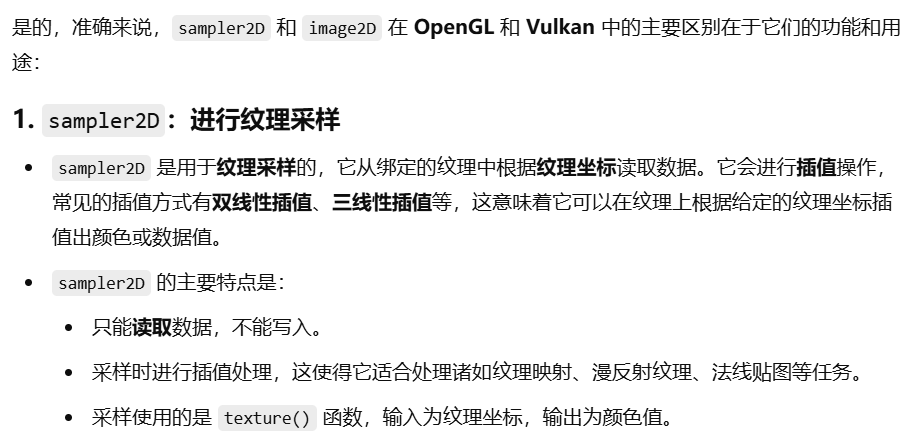 是的，准确来说，sampler2D 和 image2D 在 OpenGL 和 Vulkan 中的主要区别在于它们的功能和用
途：
1. sampler2D：进行纹理采样
• sampler2D 是用于纹理采样的，它从绑定的纹理中根据纹理坐标读取数据。它会进行插值操作，
常见的插值方式有双线性插值、三线性插值等，这意味着它可以在纹理上根据给定的纹理坐标插
值出颜色或数据值。
• sampler2D 的主要特点是：
• 只能读取数据，不能写入。
• 采样时进行插值处理，这使得它适合处理诸如纹理映射、漫反射纹理、法线贴图等任务。
• 采样使用的是 texture() 函数，输入为纹理坐标，输出为颜色值。